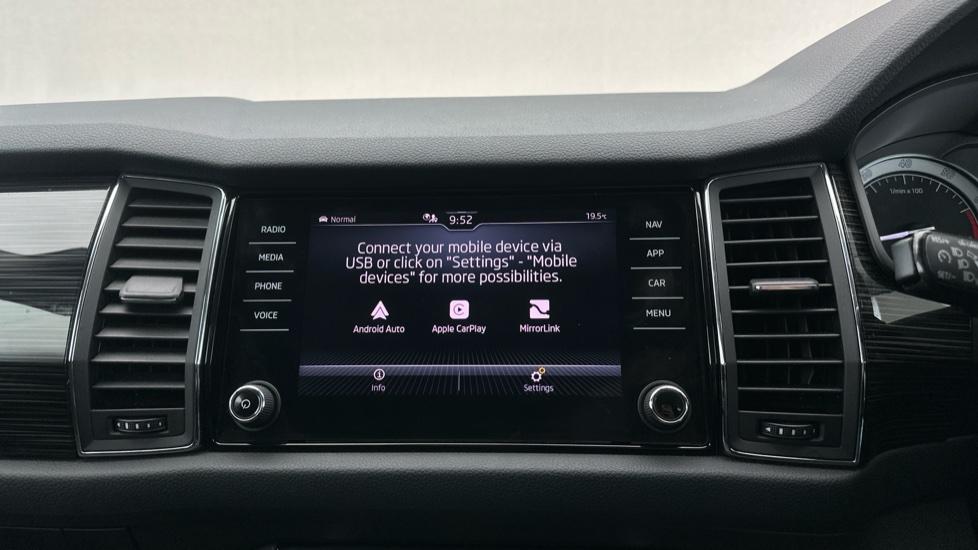 RADIO
MEDIA
PHONE
VOICE
Normal
9:52
19.5°C
Connect your mobile device via
USB or click on "Settings" - "Mobile
devices" for more possibilities.
Android Auto
Apple CarPlay
MirrorLink
Info
Settings
NAV
APP
CAR
MENU
40
50
1/min x 100